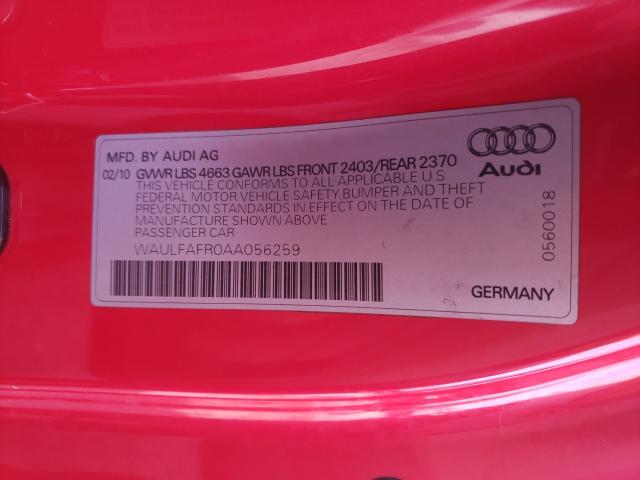 MFD. BY AUDI AG
02/10 GVWR LBS 4663 GAWR LBS FRONT 2403/REAR 2370
THIS VEHICLE CONFORMS TO ALL APPLICABLE U S
FEDERAL MOTOR VEHICLE SAFETY,BUMPER AND THEFT
PREVENTION STANDARDS IN EFFECT ON THE DATE OF
MANUFACTURE SHOWN ABOVE
PASSENGER CAR
WAULFAFR0AA056259
Audi
0560018
GERMANY